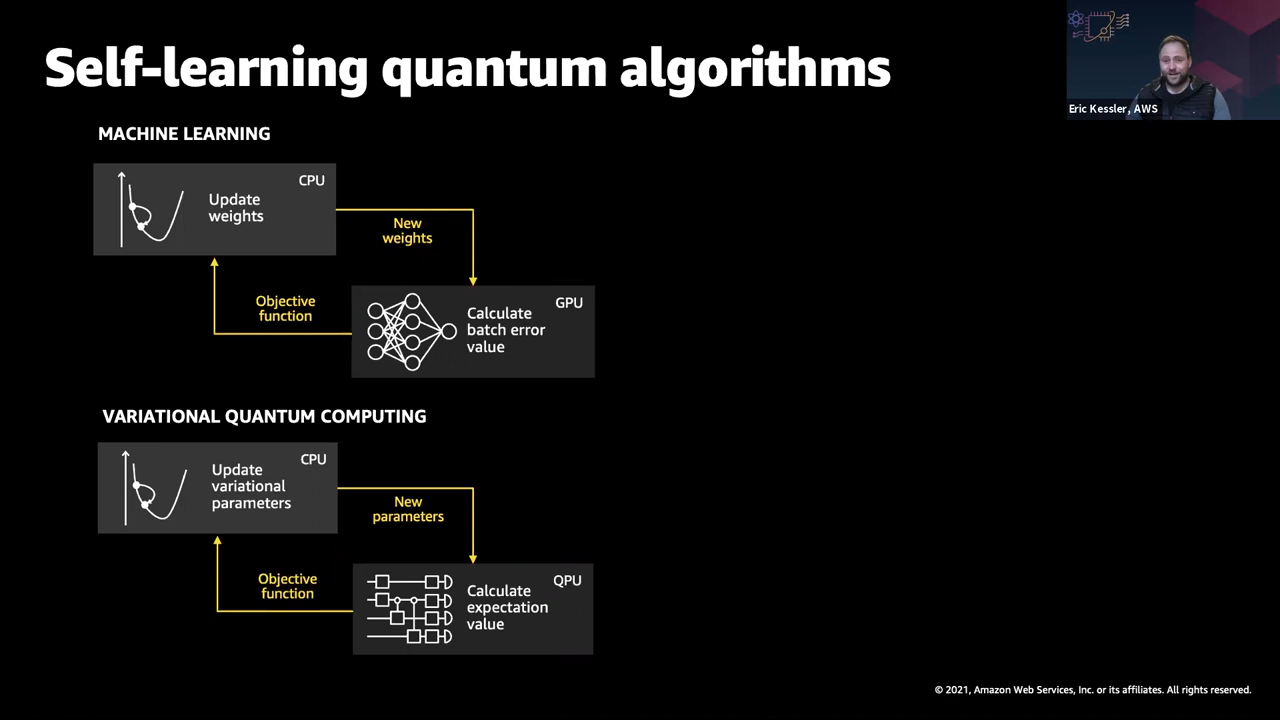 Self-learning quantum algorithms
Eric Kessler, AWS
MACHINE LEARNING
CPU
Update
weights
New
weights
Objective
function
GPU
Calculate
batch error
value
VARIATIONAL QUANTUM COMPUTING
CPU
Update
variational
parameters
New
parameters
Objective
function
QPU
Calculate
expectation
value
© 2021, Amazon Web Services, Inc. or its affiliates. All rights reserved.